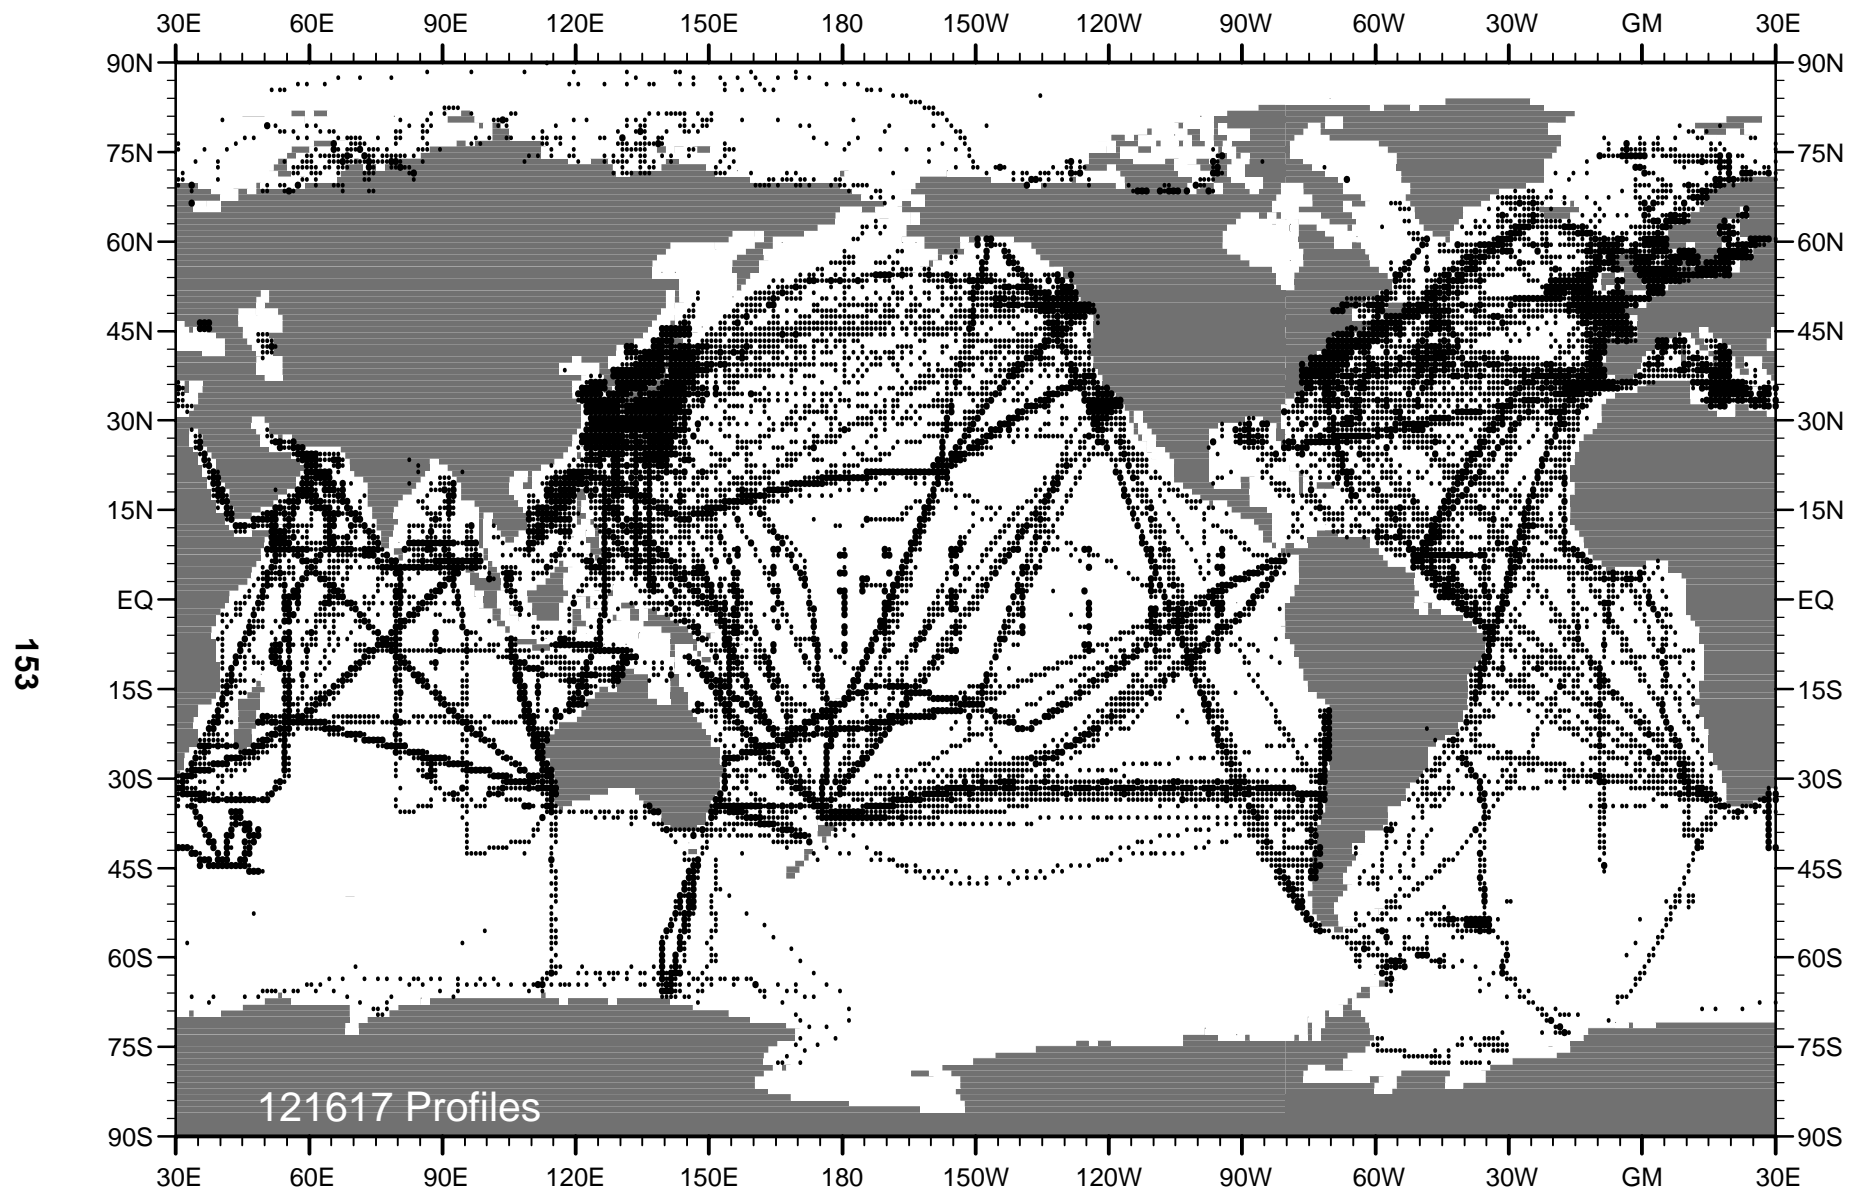 30E 60E 90E 120E 150E 180 150W 120W 90W 60W 30W GM 30E
90N 90N
75N 75N
60N 60N
45N 45N
30N 30N
15N 15N
EQ EQ
15S 15S
30S 30S
45S 45S
60S 60S
75S 75S
90S 90S
121617 Profiles
30E 60E 90E 120E 150E 180 150W 120W 90W 60W 30W GM 30E
153